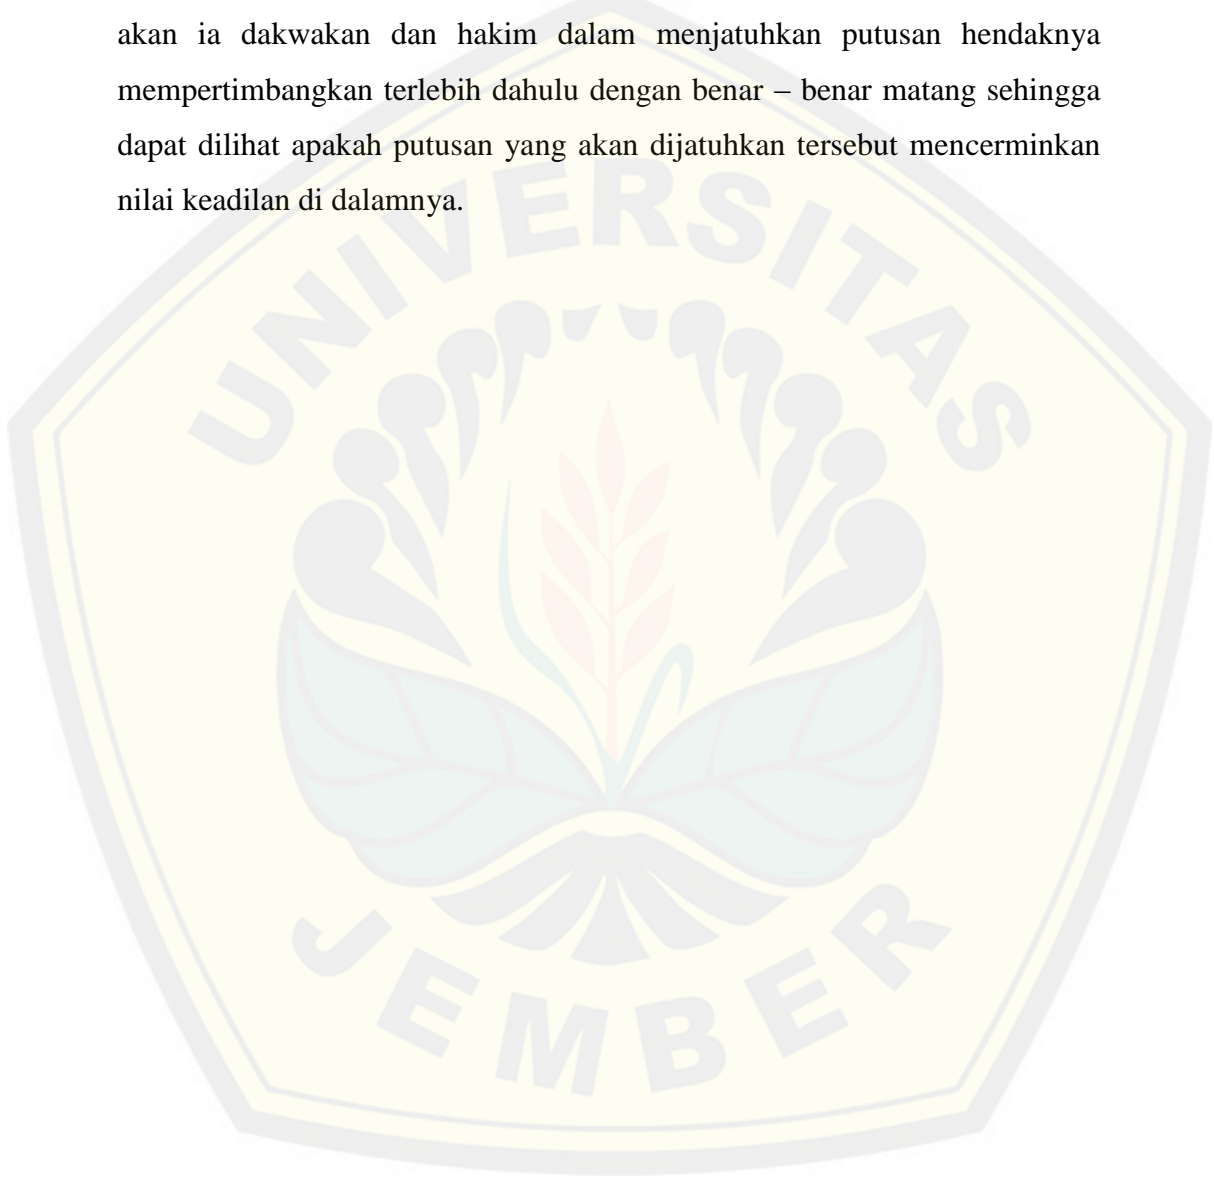 akan ia dakwakan dan hakim dalam menjatuhkan putusan hendaknya
mempertimbangkan terlebih dahulu dengan benar – benar matang sehingga
dapat dilihat apakah putusan yang akan dijatuhkan tersebut mencerminkan
nilai keadilan di dalamnya.
UNIVERSITAS
JEMBER